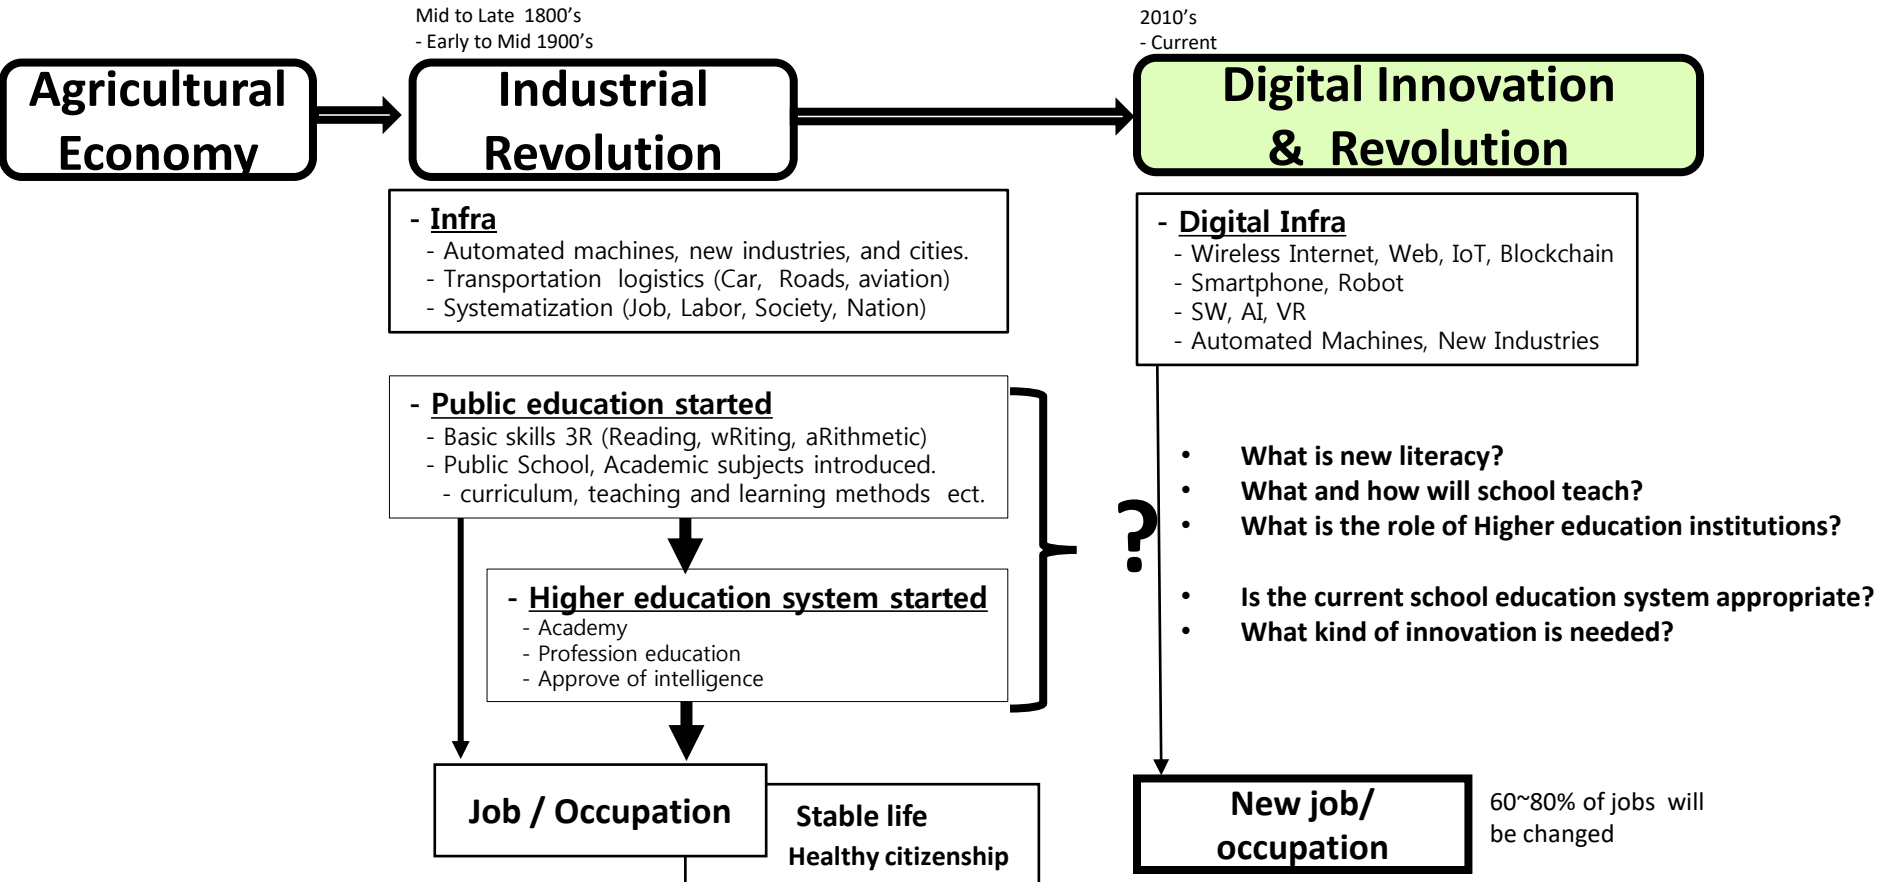 Mid to Late 1800's
- Early to Mid 1900's
2010's
- Current
Agricultural
Economy
Industrial
Revolution
Digital Innovation
& Revolution
- Infra
- Automated machines, new industries, and cities.
- Transportation logistics (Car, Roads, aviation)
- Systematization (Job, Labor, Society, Nation)
- Digital Infra
- Wireless Internet, Web, IoT, Blockchain
- Smartphone, Robot
- SW, AI, VR
- Automated Machines, New Industries
- Public education started
- Basic skills 3R (Reading, wRiting, aRithmetic)
- Public School, Academic subjects introduced.
- curriculum, teaching and learning methods ect.
- Higher education system started
- Academy
- Profession education
- Approve of intelligence
?
• What is new literacy?
• What and how will school teach?
• What is the role of Higher education institutions?
• Is the current school education system appropriate?
• What kind of innovation is needed?
Job / Occupation
Stable life
Healthy citizenship
New job/
occupation
60~80% of jobs will
be changed